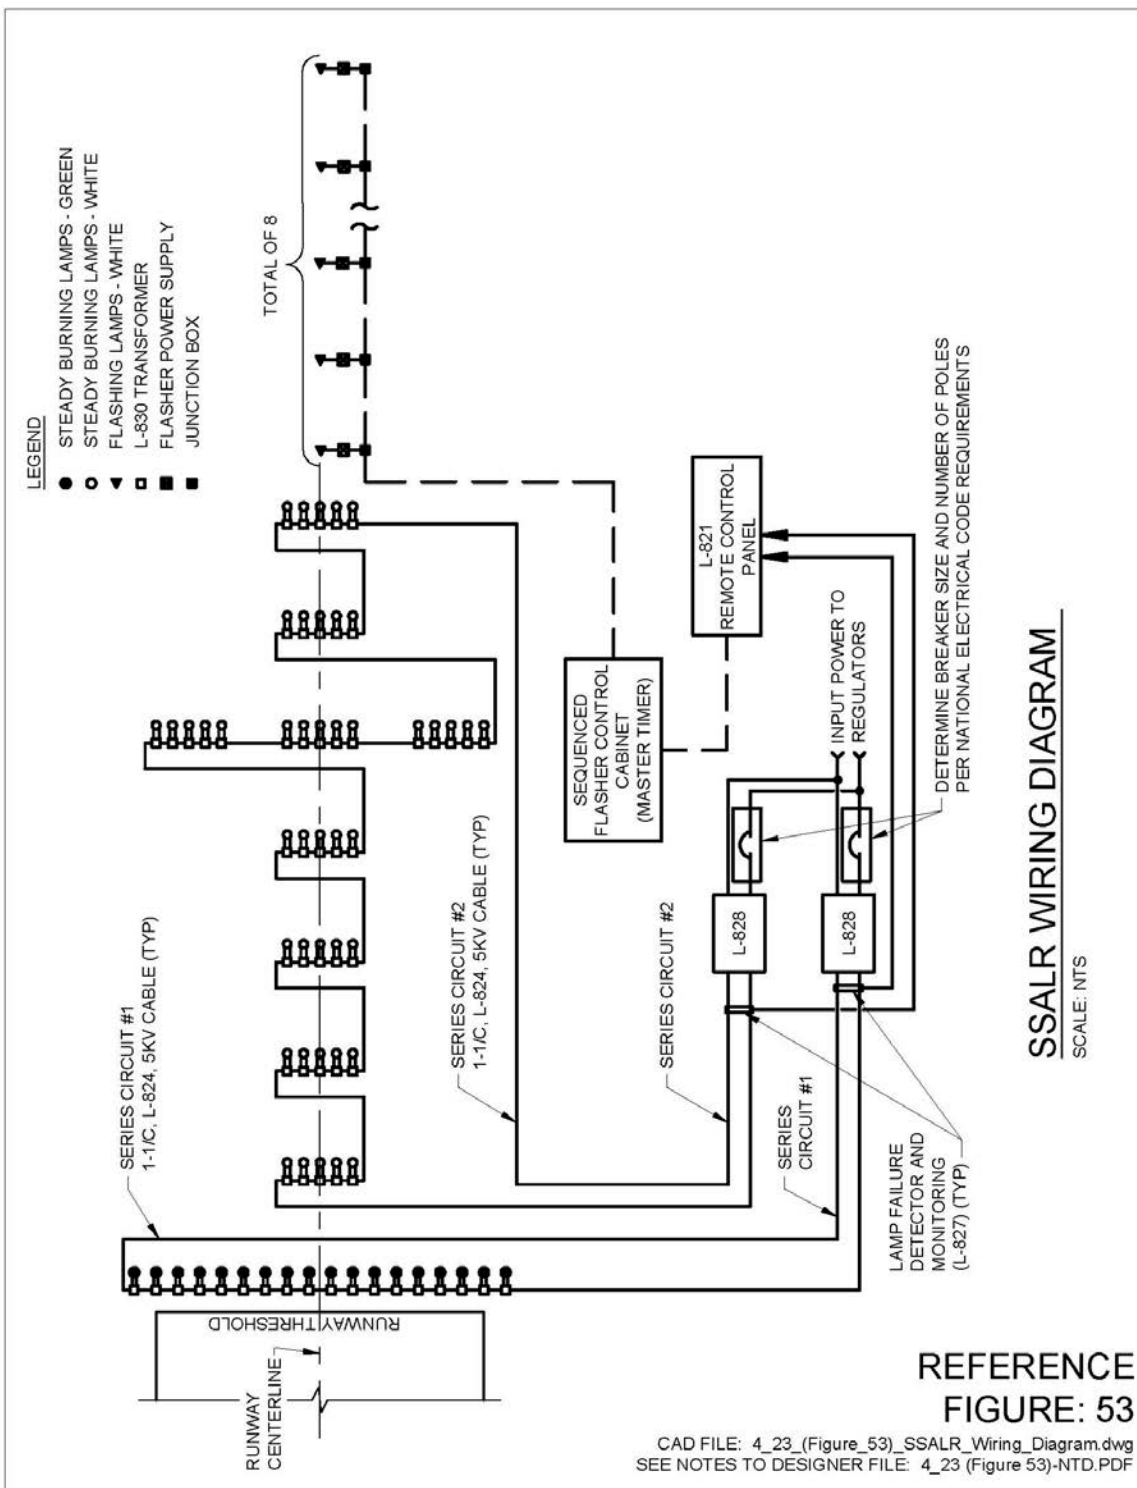 LEGEND
STEADY BURNING LAMPS - GREEN
STEADY BURNING LAMPS - WHITE
FLASHING LAMPS - WHITE
L-830 TRANSFORMER
FLASHER POWER SUPPLY
JUNCTION BOX
TOTAL OF 8
SERIES CIRCUIT #1
1-1/C, L-824, 5KV CABLE (TYP)
SERIES CIRCUIT #2
1-1/C, L-824, 5KV CABLE (TYP)
RUNWAY THRESHOLD
RUNWAY
CENTERLINE
SEQUENCED
FLASHER CONTROL
CABINET
(MASTER TIMER)
L-821
REMOTE CONTROL
PANEL
SERIES CIRCUIT #2
L-828
L-828
INPUT POWER TO
REGULATORS
SERIES
CIRCUIT #1
LAMP FAILURE
DETECTOR AND
MONITORING
(L-827) (TYP)
DETERMINE BREAKER SIZE AND NUMBER OF POLES
PER NATIONAL ELECTRICAL CODE REQUIREMENTS
SSALR WIRING DIAGRAM
SCALE: NTS
REFERENCE
FIGURE: 53
CAD FILE: 4_23_(Figure_53)_SSALR_Wiring_Diagram.dwg
SEE NOTES TO DESIGNER FILE: 4_23 (Figure 53)-NTD.PDF